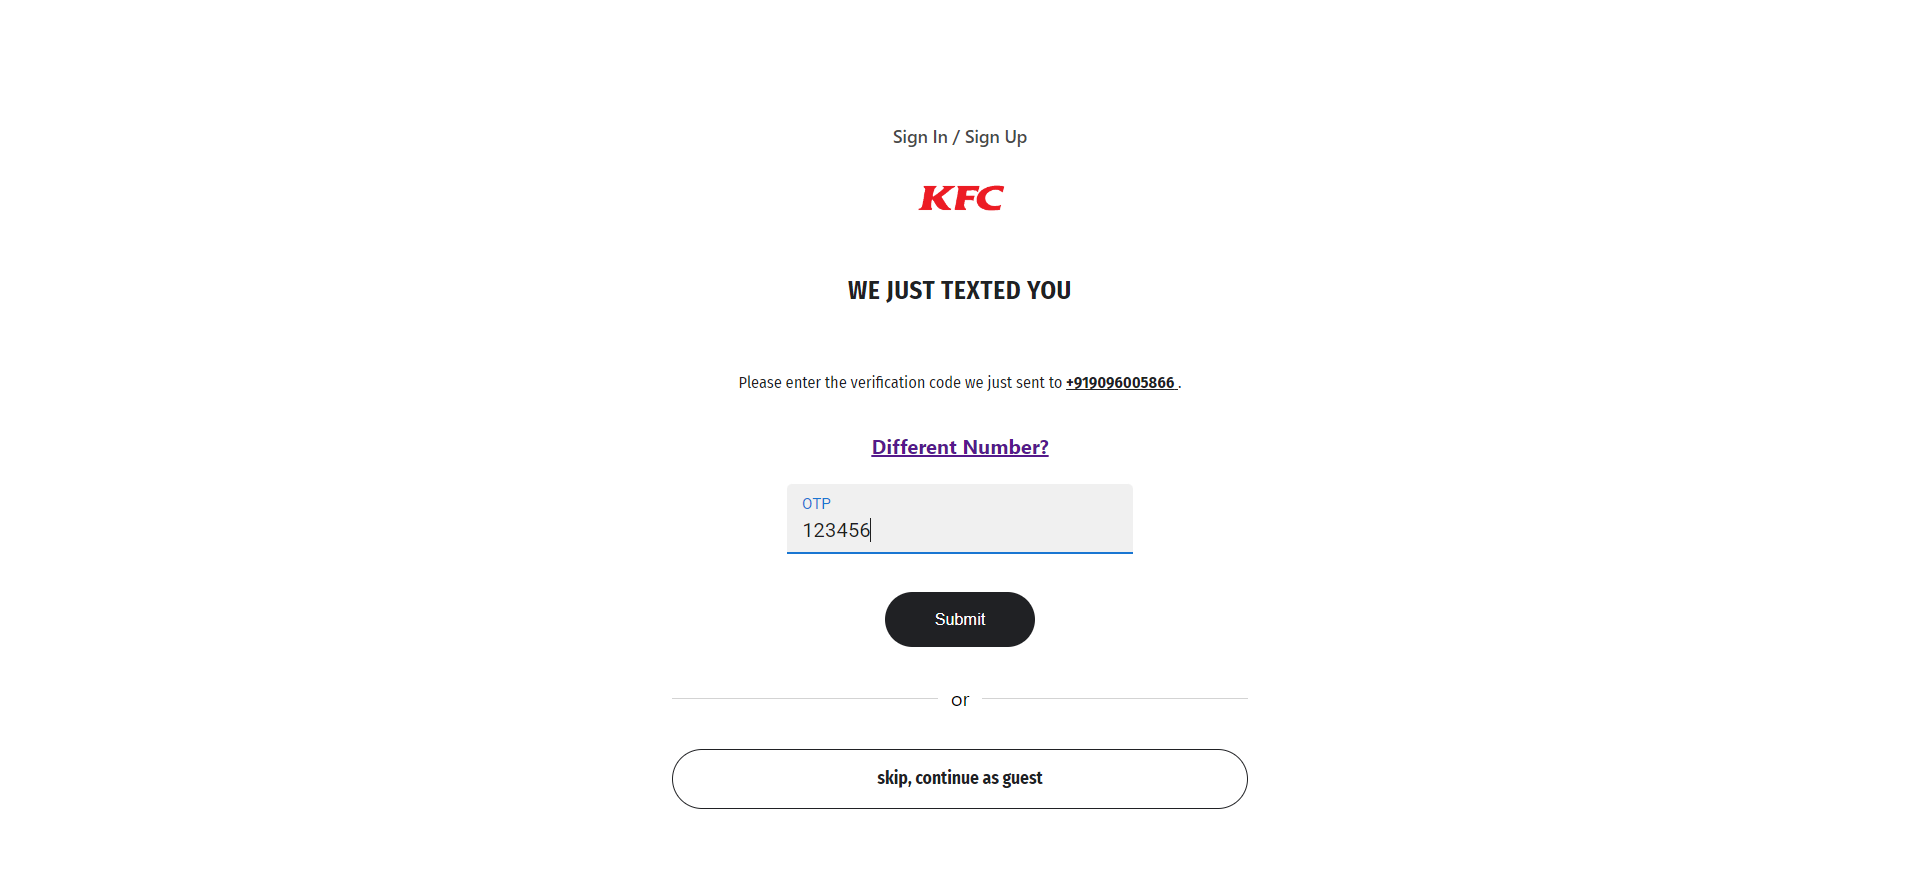 Sign In / Sign Up
KFC
WE JUST TEXTED YOU
Please enter the verification code we just sent to +919096005866 .
Different Number?
OTP
123456
Submit
or
skip, continue as guest